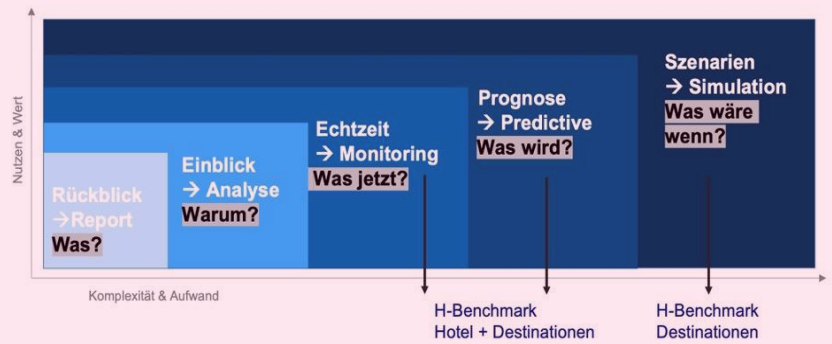 Nutzen & Wert
Rückblick
→Report
Was?
Einblick
→ Analyse
Warum?
Echtzeit
→ Monitoring
Was jetzt?
Prognose
→ Predictive
Was wird?
Szenarien
→ Simulation
Was wäre
wenn?
Komplexität & Aufwand
H-Benchmark
Hotel + Destinationen
H-Benchmark
Destinationen